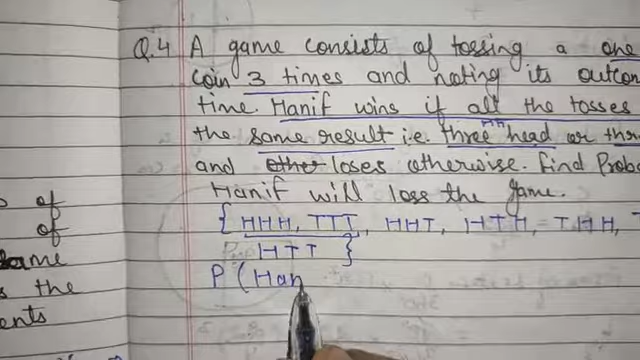 Q.4 A game consists of tossing a one
coin 3 times and noting its outcom
time. Hanif wins if all the tosses
the same result i.e. three head or thr
and loses otherwise. Find Proba
Hanif will loss the game.
{ HHH, TTT, HHT, HTH, THH, T
HTT }
P ( Han
of
of
same
the
ents